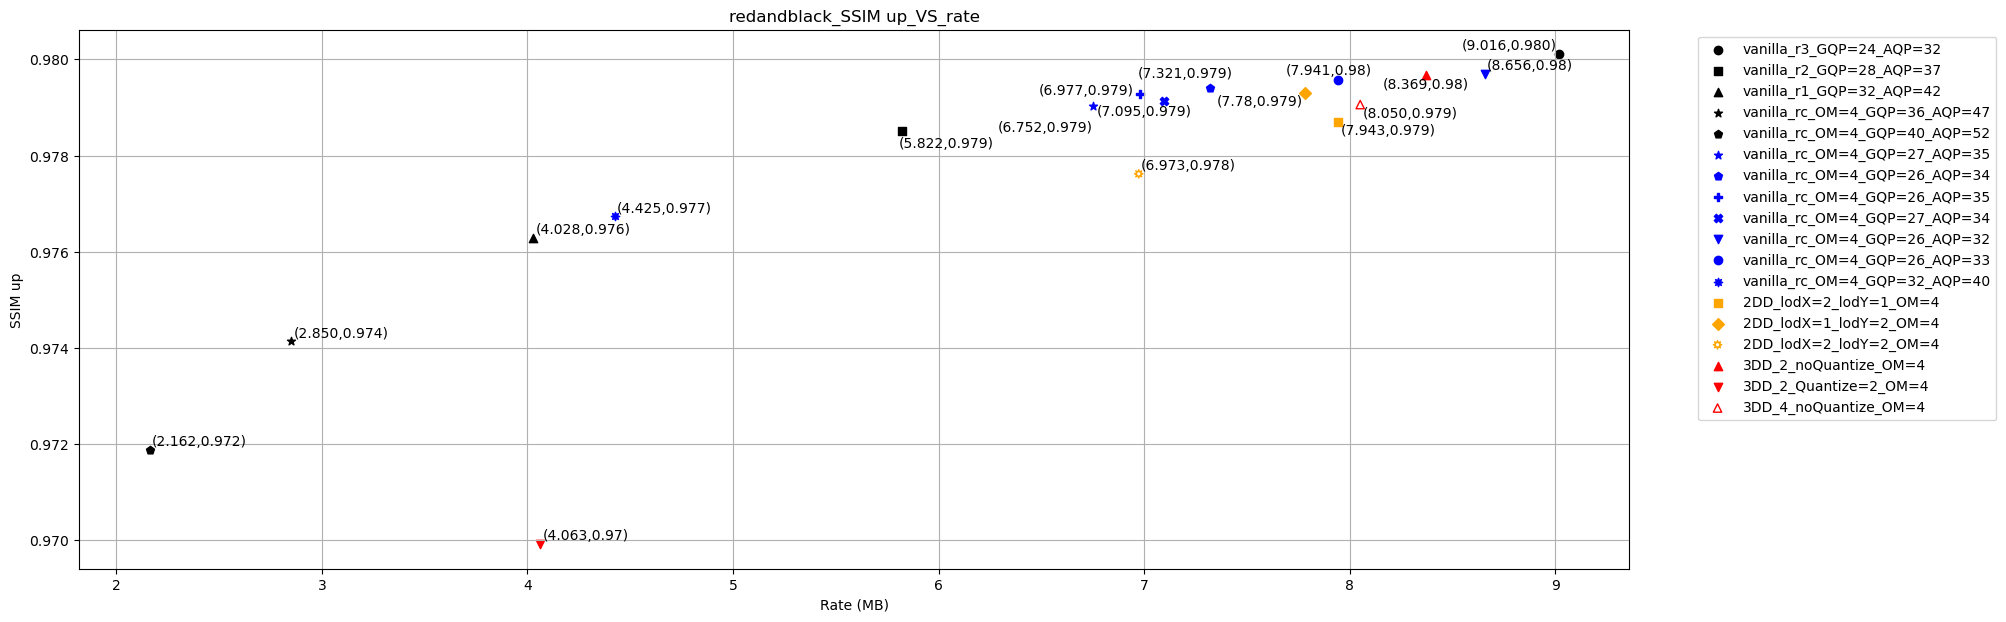 redandblack_SSIM up_VS_rate
SSIM up
0.980
0.978
0.976
0.974
0.972
0.970
(9.016,0.980)
(8.656,0.98)
(7.321,0.979)
(7.941,0.98)
(8.369,0.98)
(6.977,0.979)
(7.78,0.979)
(7.095,0.979)
(8.050,0.979)
(6.752,0.979)
(7.943,0.979)
(5.822,0.979)
(6.973,0.978)
(4.425,0.977)
(4.028,0.976)
(2.850,0.974)
(2.162,0.972)
(4.063,0.97)
2 3 4 5 6 7 8 9
Rate (MB)
vanilla_r3_GQP=24_AQP=32
vanilla_r2_GQP=28_AQP=37
vanilla_r1_GQP=32_AQP=42
vanilla_rc_OM=4_GQP=36_AQP=47
vanilla_rc_OM=4_GQP=40_AQP=52
vanilla_rc_OM=4_GQP=27_AQP=35
vanilla_rc_OM=4_GQP=26_AQP=34
vanilla_rc_OM=4_GQP=26_AQP=35
vanilla_rc_OM=4_GQP=27_AQP=34
vanilla_rc_OM=4_GQP=26_AQP=32
vanilla_rc_OM=4_GQP=26_AQP=33
vanilla_rc_OM=4_GQP=32_AQP=40
2DD_lodX=2_lodY=1_OM=4
2DD_lodX=1_lodY=2_OM=4
2DD_lodX=2_lodY=2_OM=4
3DD_2_noQuantize_OM=4
3DD_2_Quantize=2_OM=4
3DD_4_noQuantize_OM=4